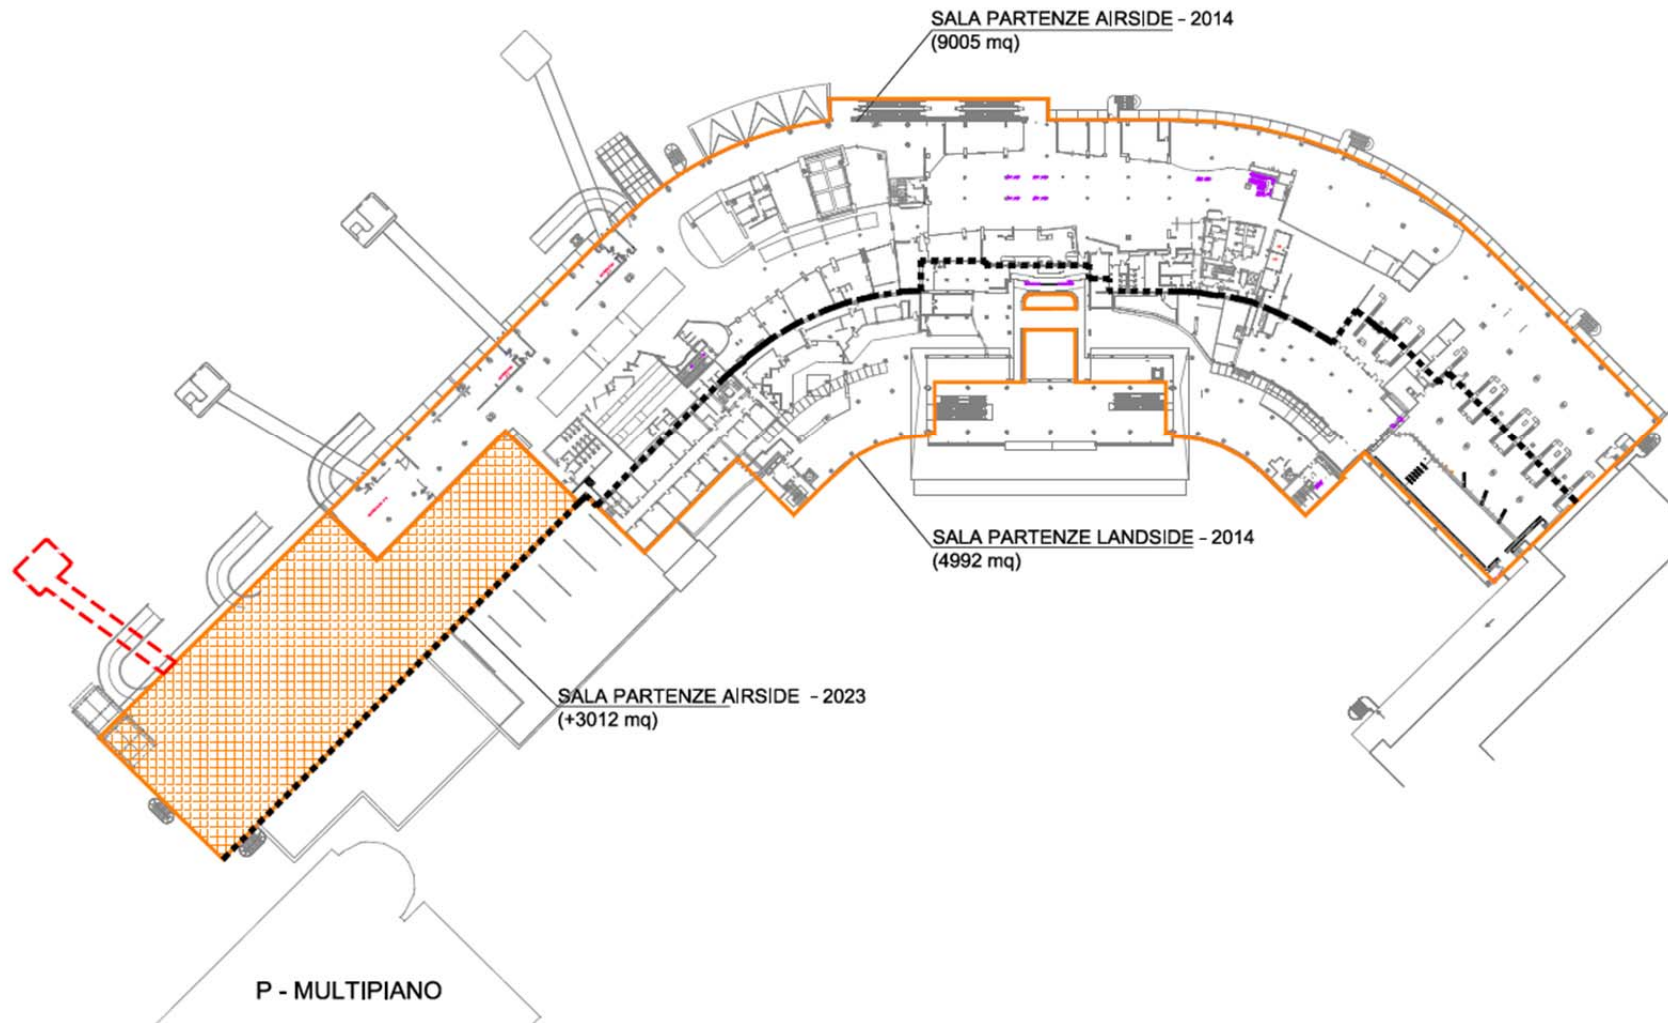 SALA PARTENZE AIRSIDE - 2014
(9005 mq)
SALA PARTENZE LANDSIDE - 2014
(4992 mq)
SALA PARTENZE AIRSIDE - 2023
(+3012 mq)
P - MULTIPIANO